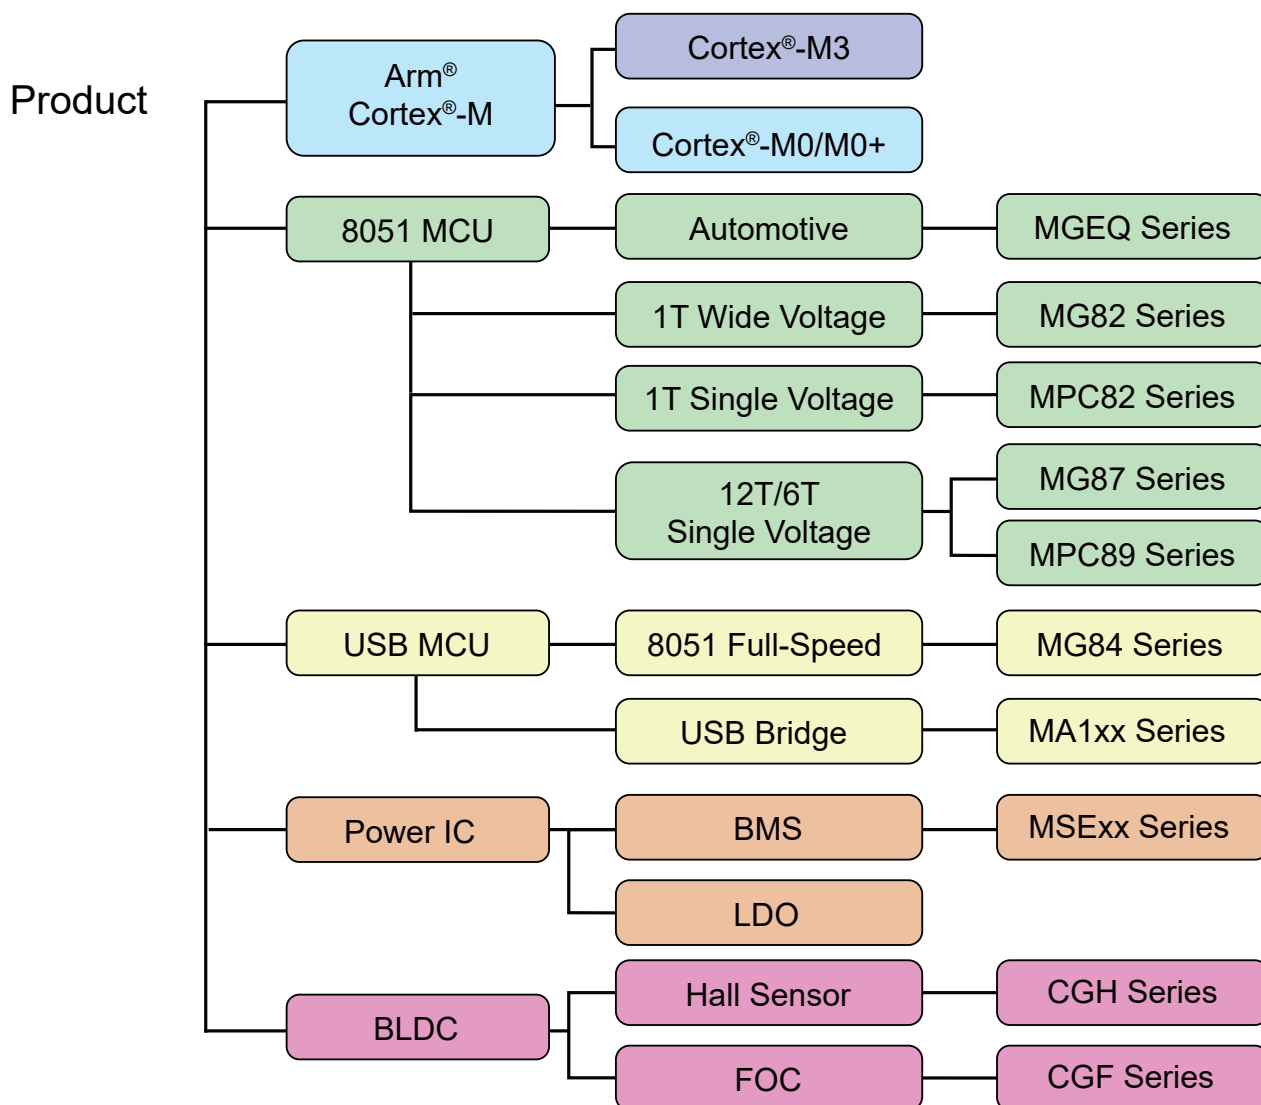 Product
Arm®
Cortex®-M
Cortex®-M3
Cortex®-M0/M0+
8051 MCU
Automotive
MGEQ Series
1T Wide Voltage
MG82 Series
1T Single Voltage
MPC82 Series
12T/6T
Single Voltage
MG87 Series
MPC89 Series
USB MCU
8051 Full-Speed
MG84 Series
USB Bridge
MA1xx Series
Power IC
BMS
MSExx Series
LDO
BLDC
Hall Sensor
CGH Series
FOC
CGF Series